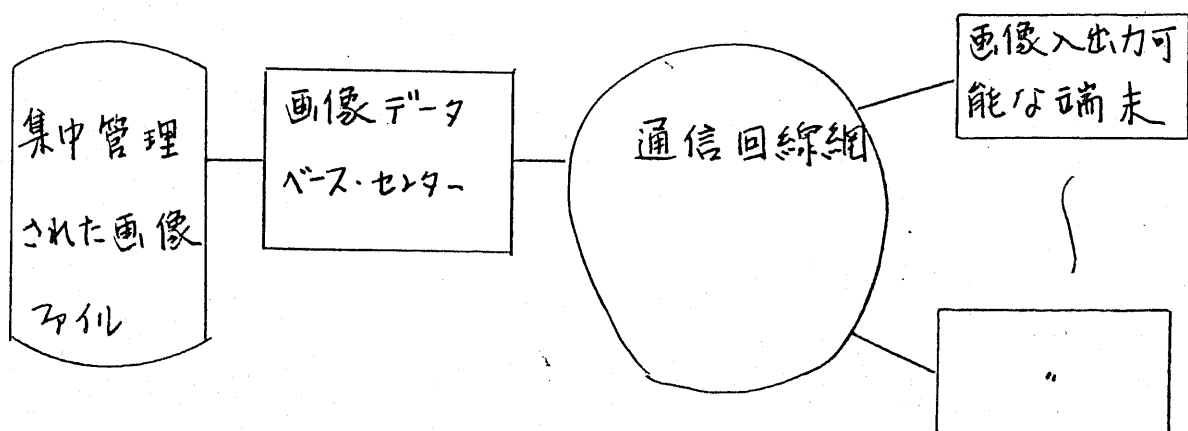 集中管理
された画像
ファイル
画像データ
ベース・センター
通信回線網
画像入出力可
能な端末
〃